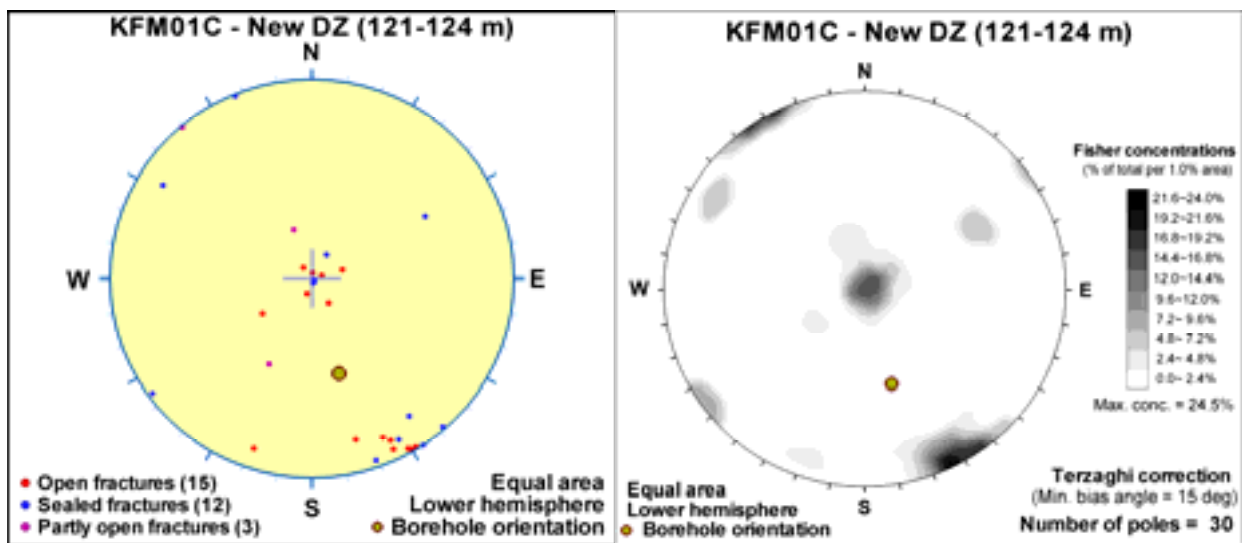 KFM01C - New DZ (121-124 m)
N
W
E
S
Open fractures (15)
Sealed fractures (12)
Partly open fractures (3)
Equal area
Lower hemisphere
Borehole orientation
KFM01C - New DZ (121-124 m)
N
W
E
S
Fisher concentrations
(% of total per 1.0% area)
21.6~24.0%
19.2~21.6%
16.8~19.2%
14.4~16.8%
12.0~14.4%
9.6~12.0%
7.2~ 9.6%
4.8~ 7.2%
2.4~ 4.8%
0.0~ 2.4%
Max. conc. = 24.5%
Equal area
Lower hemisphere
Borehole orientation
Terzaghi correction
(Min. bias angle = 15 deg)
Number of poles = 30